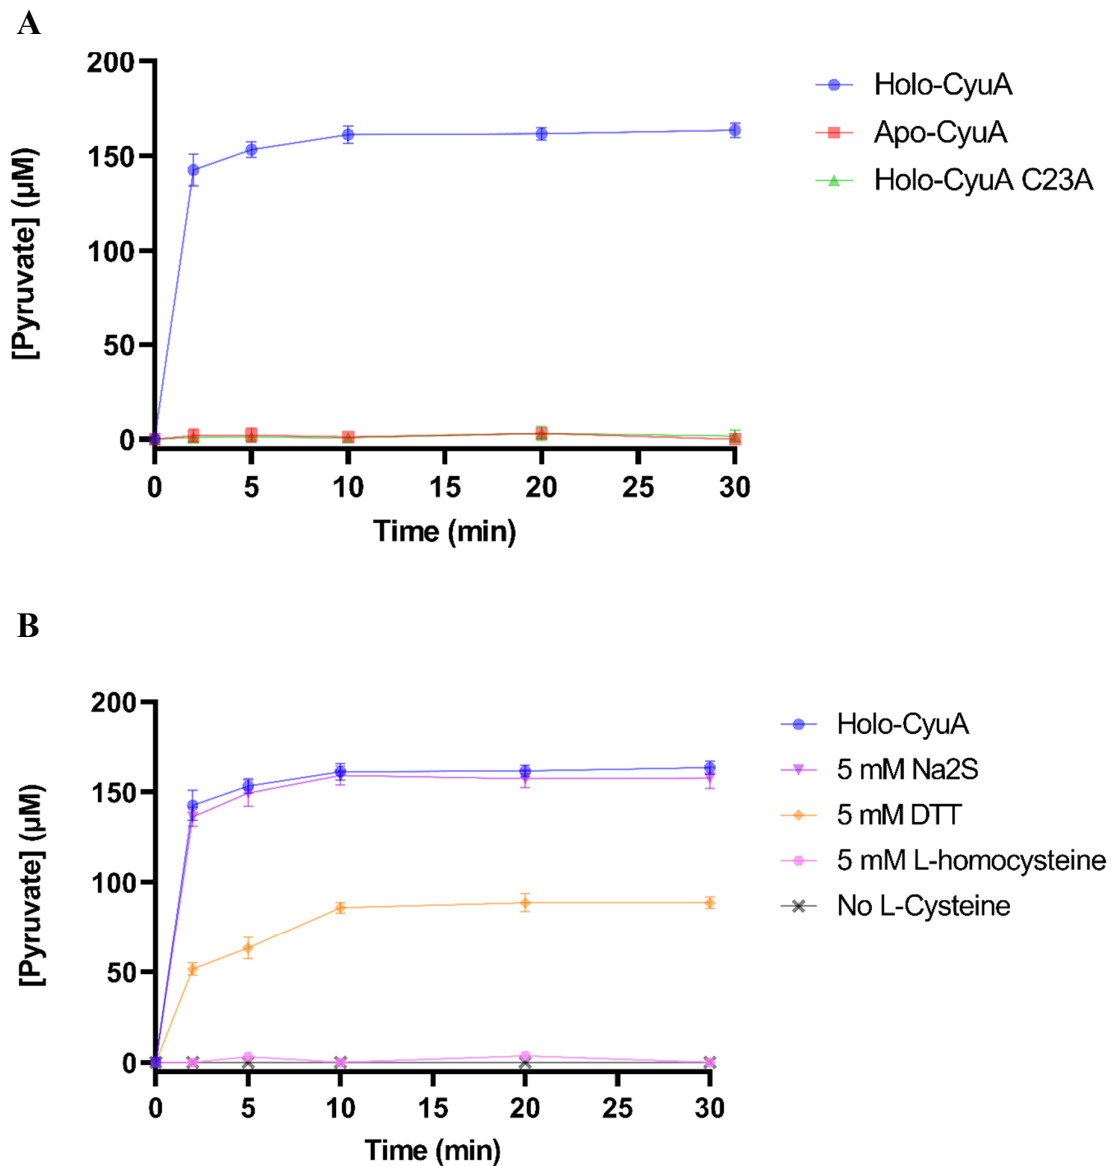 A
200
150
100
50
0
[Pyruvate] (µM)
0 5 10 15 20 25 30
Time (min)
Holo-CyuA
Apo-CyuA
Holo-CyuA C23A
B
200
150
100
50
0
[Pyruvate] (µM)
0 5 10 15 20 25 30
Time (min)
Holo-CyuA
5 mM Na2S
5 mM DTT
5 mM L-homocysteine
No L-Cysteine